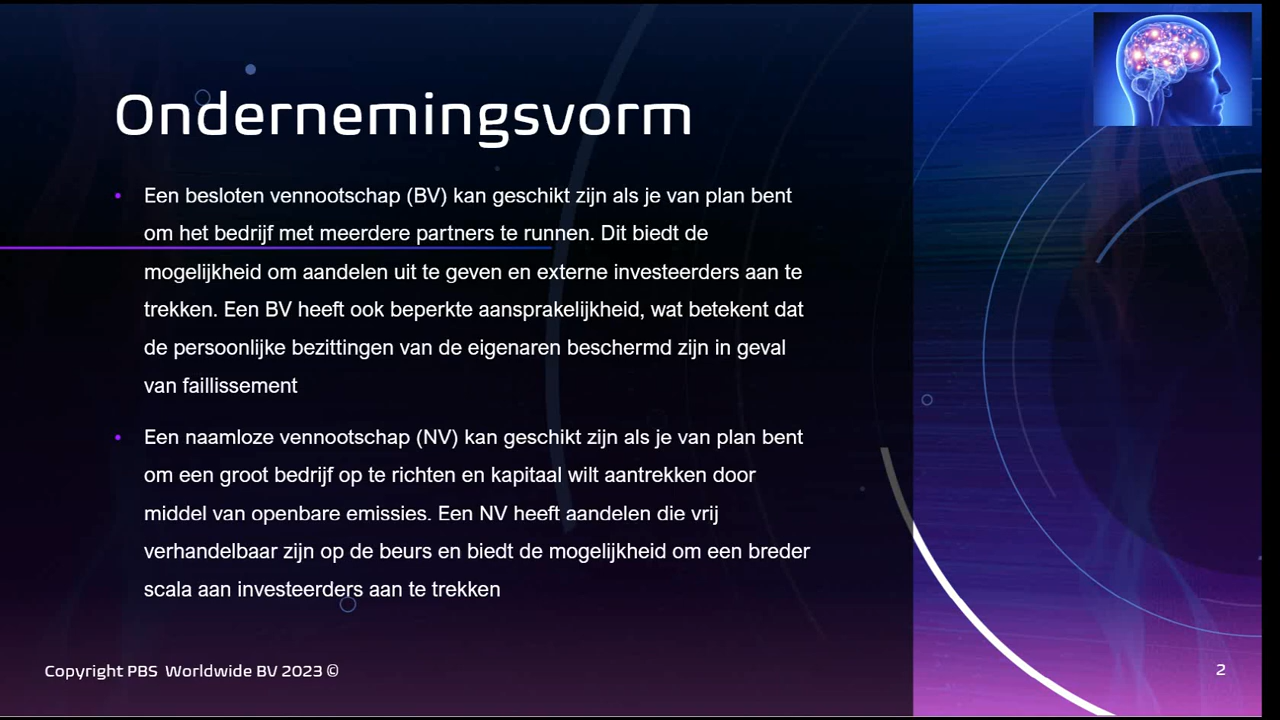 Ondernemingsvorm
• Een besloten vennootschap (BV) kan geschikt zijn als je van plan bent
om het bedrijf met meerdere partners te runnen. Dit biedt de
mogelijkheid om aandelen uit te geven en externe investeerders aan te
trekken. Een BV heeft ook beperkte aansprakelijkheid, wat betekent dat
de persoonlijke bezittingen van de eigenaren beschermd zijn in geval
van faillissement
• Een naamloze vennootschap (NV) kan geschikt zijn als je van plan bent
om een groot bedrijf op te richten en kapitaal wilt aantrekken door
middel van openbare emissies. Een NV heeft aandelen die vrij
verhandelbaar zijn op de beurs en biedt de mogelijkheid om een breder
scala aan investeerders aan te trekken
Copyright PBS Worldwide BV 2023 ©
2